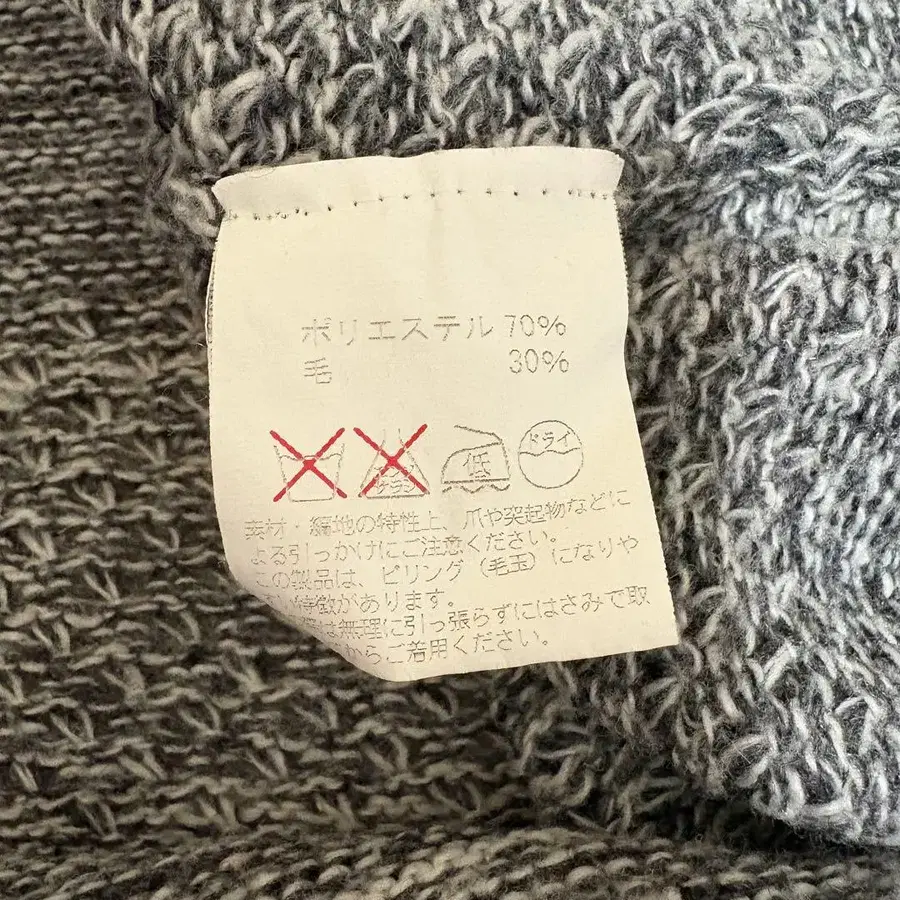 ポリエステル 70%
毛 30%
低 ドライ
素材・編地の特性上、爪や突起物などに
よる引っかけにご注意ください。
この製品は、ピリング(毛玉)になりや
い特徴があります。
は無理に引っ張らずにはさみで取
からご着用ください。